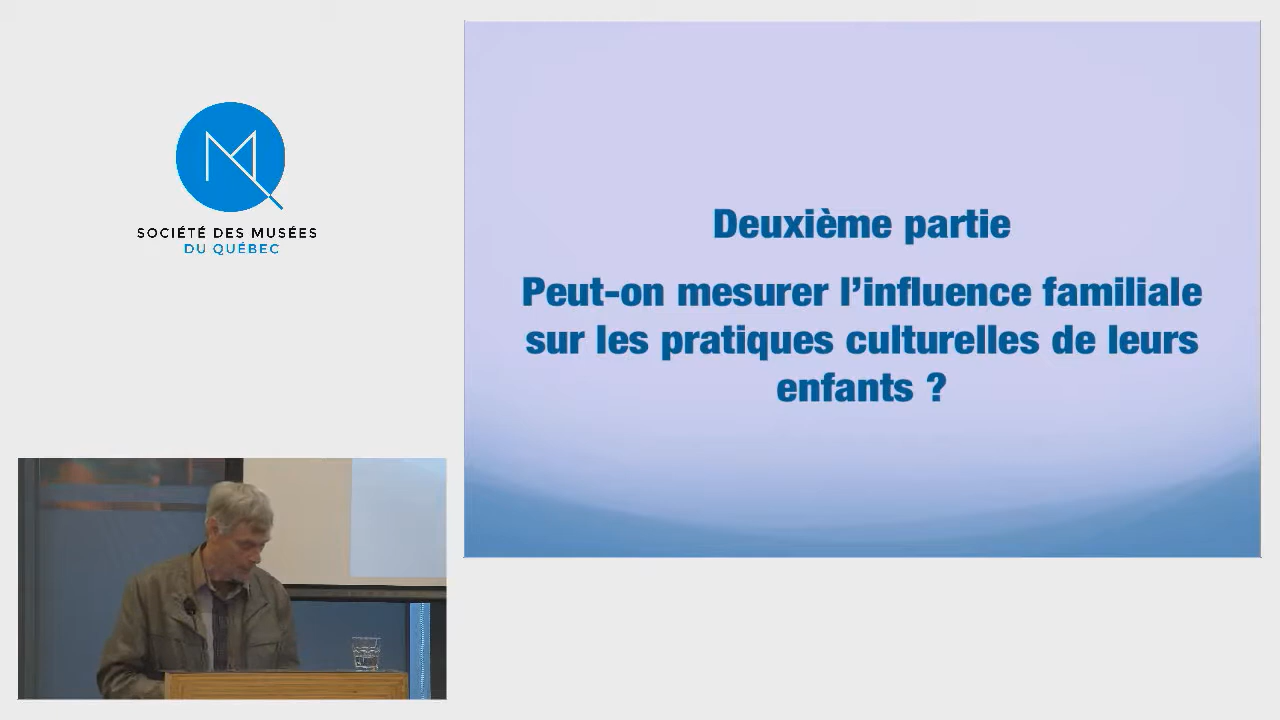 SOCIÉTÉ DES MUSÉES
DU QUÉBEC
Deuxième partie
Peut-on mesurer l’influence familiale
sur les pratiques culturelles de leurs
enfants ?